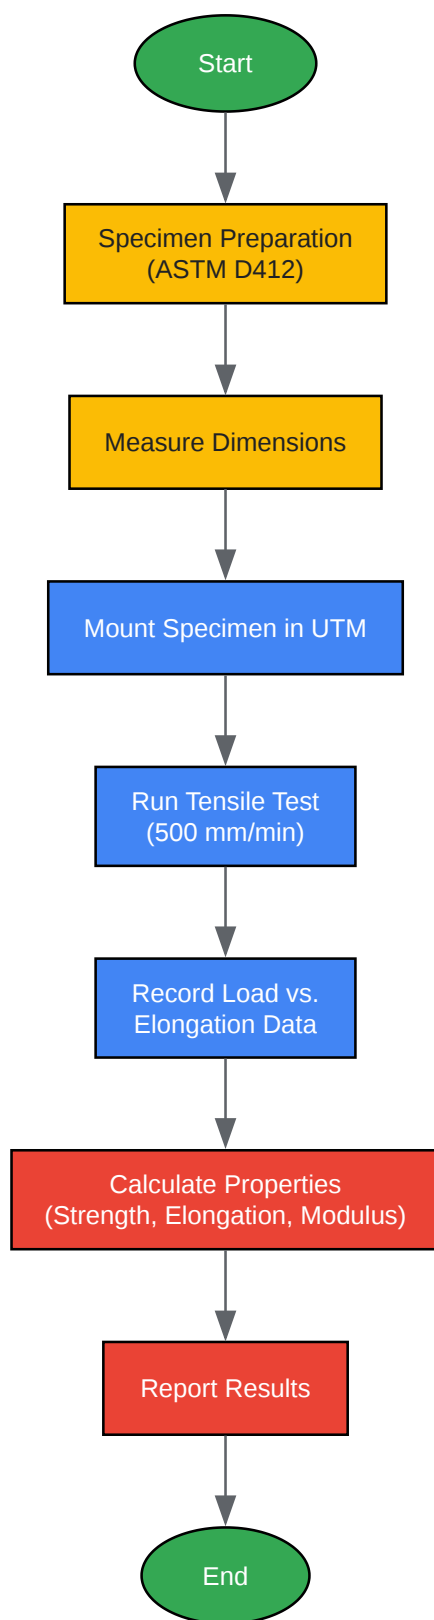 Start
Specimen Preparation
(ASTM D412)
Measure Dimensions
Mount Specimen in UTM
Run Tensile Test
(500 mm/min)
Record Load vs.
Elongation Data
Calculate Properties
(Strength, Elongation, Modulus)
Report Results
End